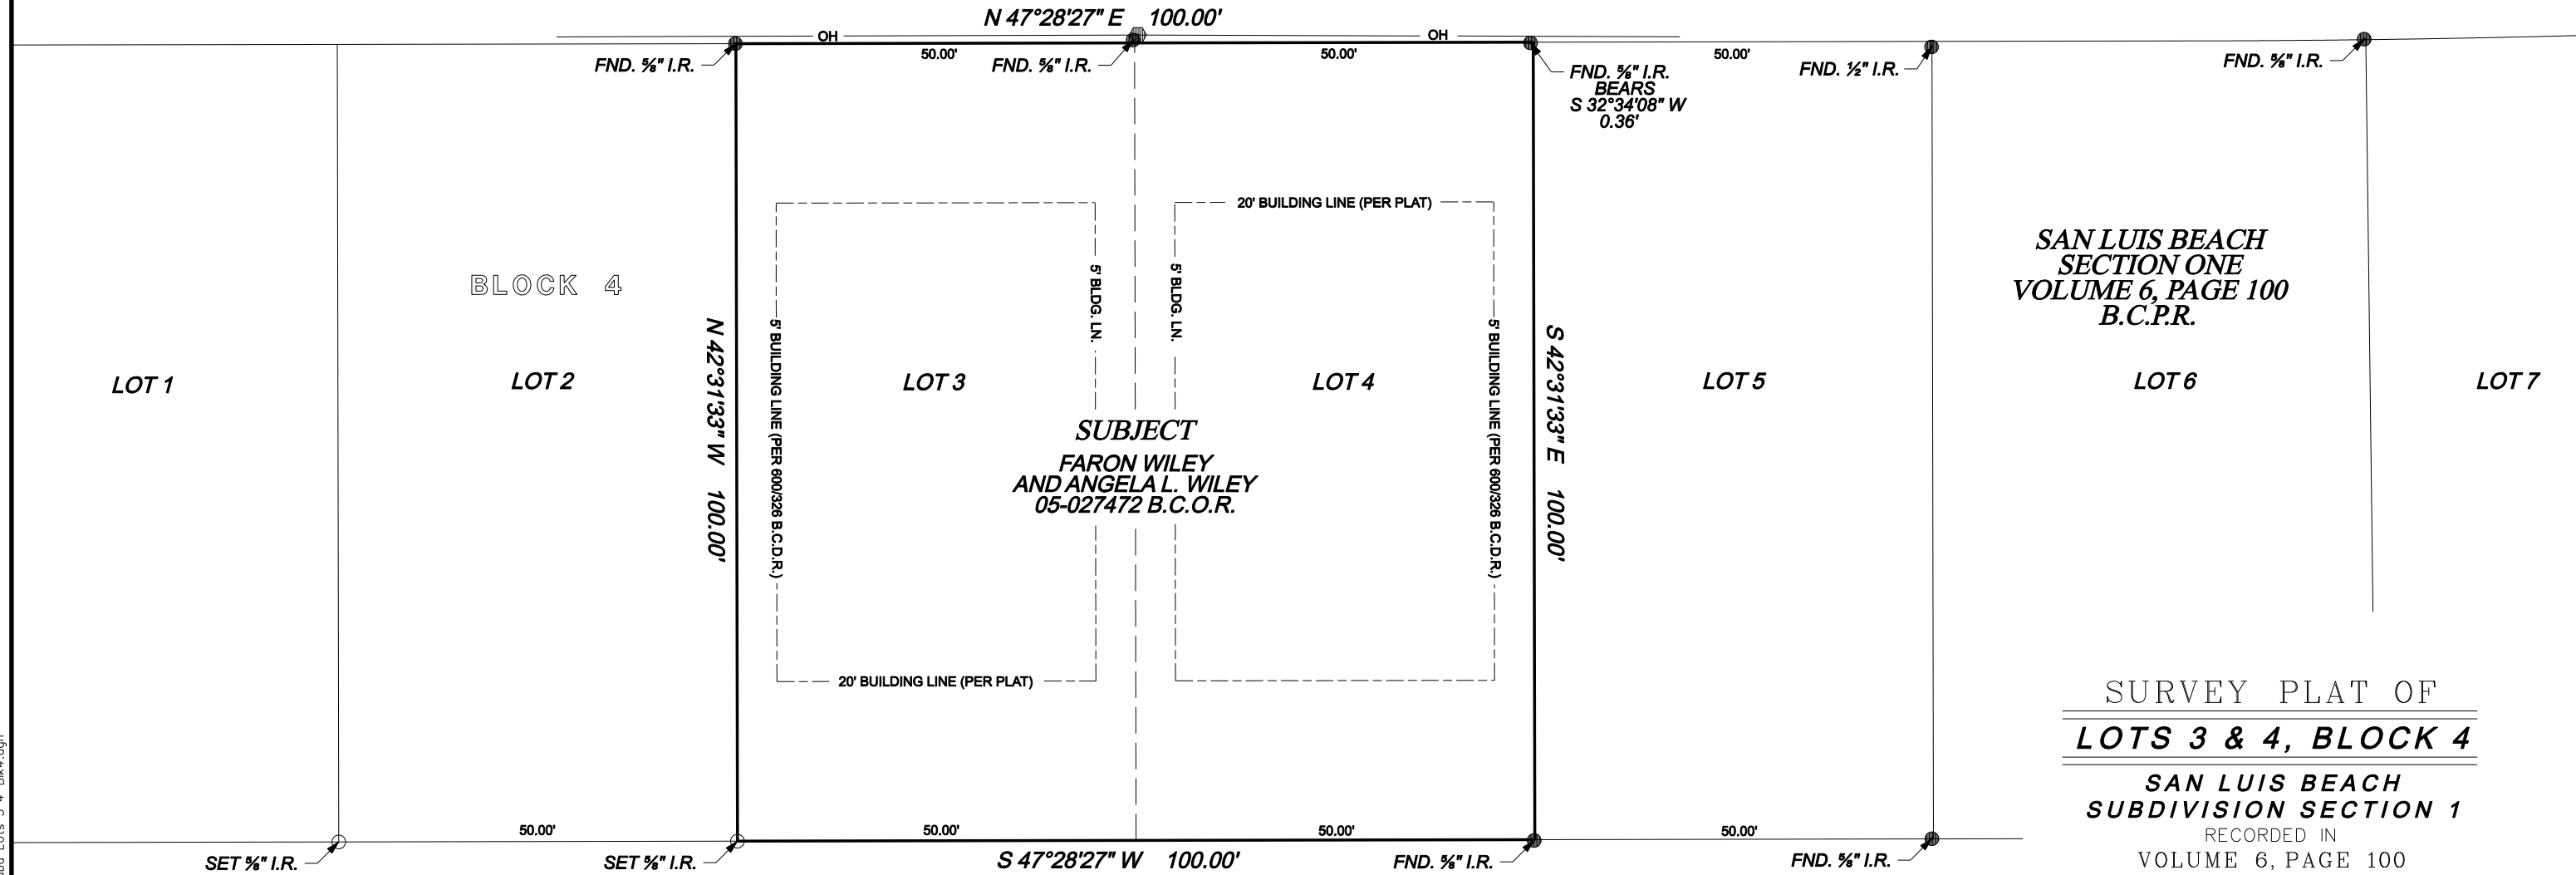 N 47°28'27" E 100.00'
OH
OH
50.00'
50.00'
50.00'
FND. ⅝" I.R.
FND. ⅝" I.R.
FND. ⅝" I.R.
BEARS
S 32°34'08" W
0.36'
FND. ½" I.R.
FND. ⅝" I.R.
20' BUILDING LINE (PER PLAT)
BLOCK 4
5' BLDG. LN.
5' BLDG. LN.
SAN LUIS BEACH
SECTION ONE
VOLUME 6, PAGE 100
B.C.P.R.
N 42°31'33" W 100.00'
5' BUILDING LINE (PER 600/326 B.C.D.R.)
5' BUILDING LINE (PER 600/326 B.C.D.R.)
S 42°31'33" E 100.00'
LOT 1
LOT 2
LOT 3
LOT 4
LOT 5
LOT 6
LOT 7
SUBJECT
FARON WILEY
AND ANGELA L. WILEY
05-027472 B.C.O.R.
20' BUILDING LINE (PER PLAT)
50.00'
50.00'
50.00'
50.00'
SET ⅝" I.R.
SET ⅝" I.R.
S 47°28'27" W 100.00'
FND. ⅝" I.R.
FND. ⅝" I.R.
SURVEY PLAT OF
LOTS 3 & 4, BLOCK 4
SAN LUIS BEACH
SUBDIVISION SECTION 1
RECORDED IN
VOLUME 6, PAGE 100